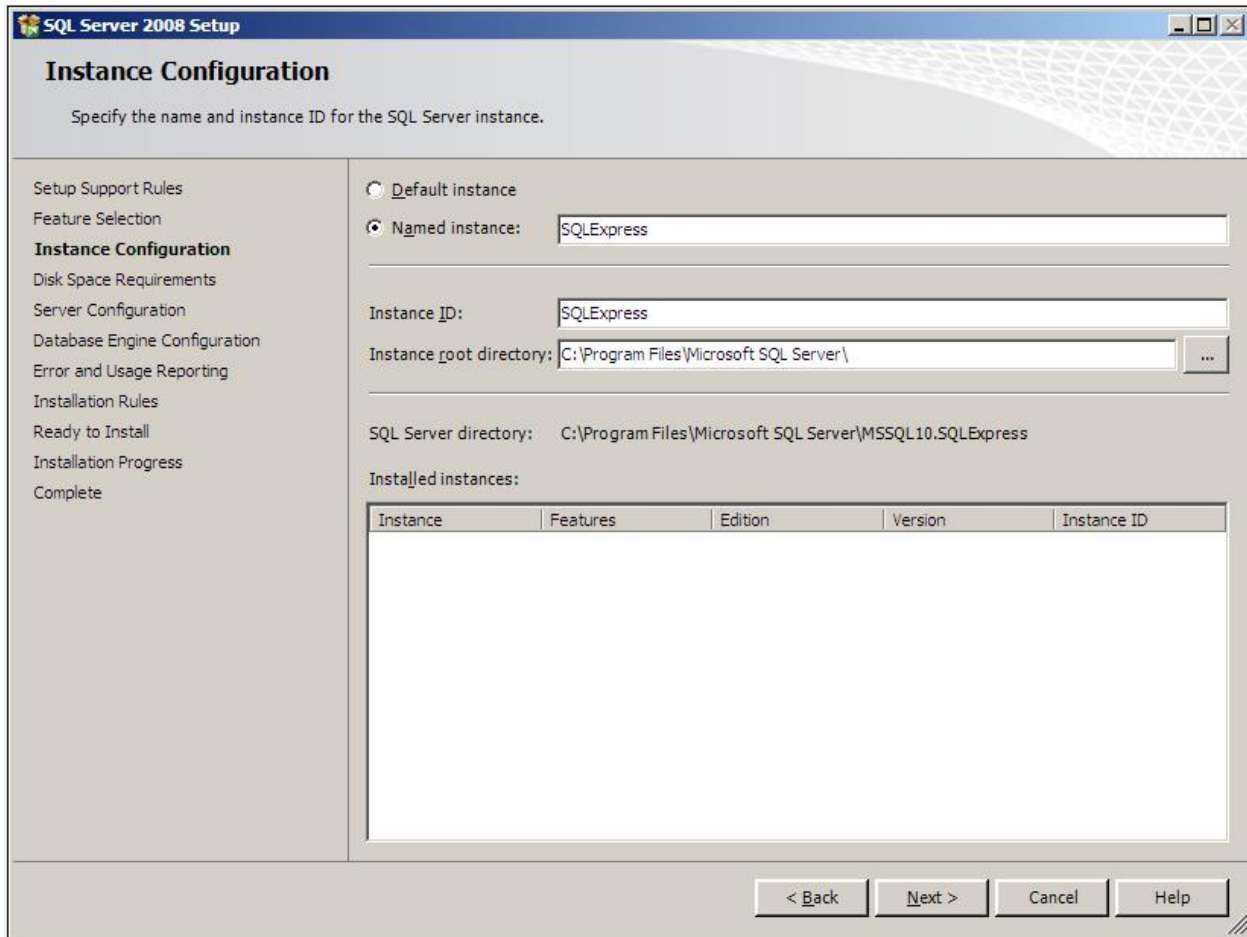 SQL Server 2008 Setup
Instance Configuration
Specify the name and instance ID for the SQL Server instance.
Setup Support Rules
Feature Selection
Instance Configuration
Disk Space Requirements
Server Configuration
Database Engine Configuration
Error and Usage Reporting
Installation Rules
Ready to Install
Installation Progress
Complete
Default instance
Named instance: SQLExpress
Instance ID: SQLExpress
Instance root directory: C:\Program Files\Microsoft SQL Server\ ...
SQL Server directory: C:\Program Files\Microsoft SQL Server\MSSQL10.SQLExpress
Installed instances:
Instance Features Edition Version Instance ID
< Back Next > Cancel Help